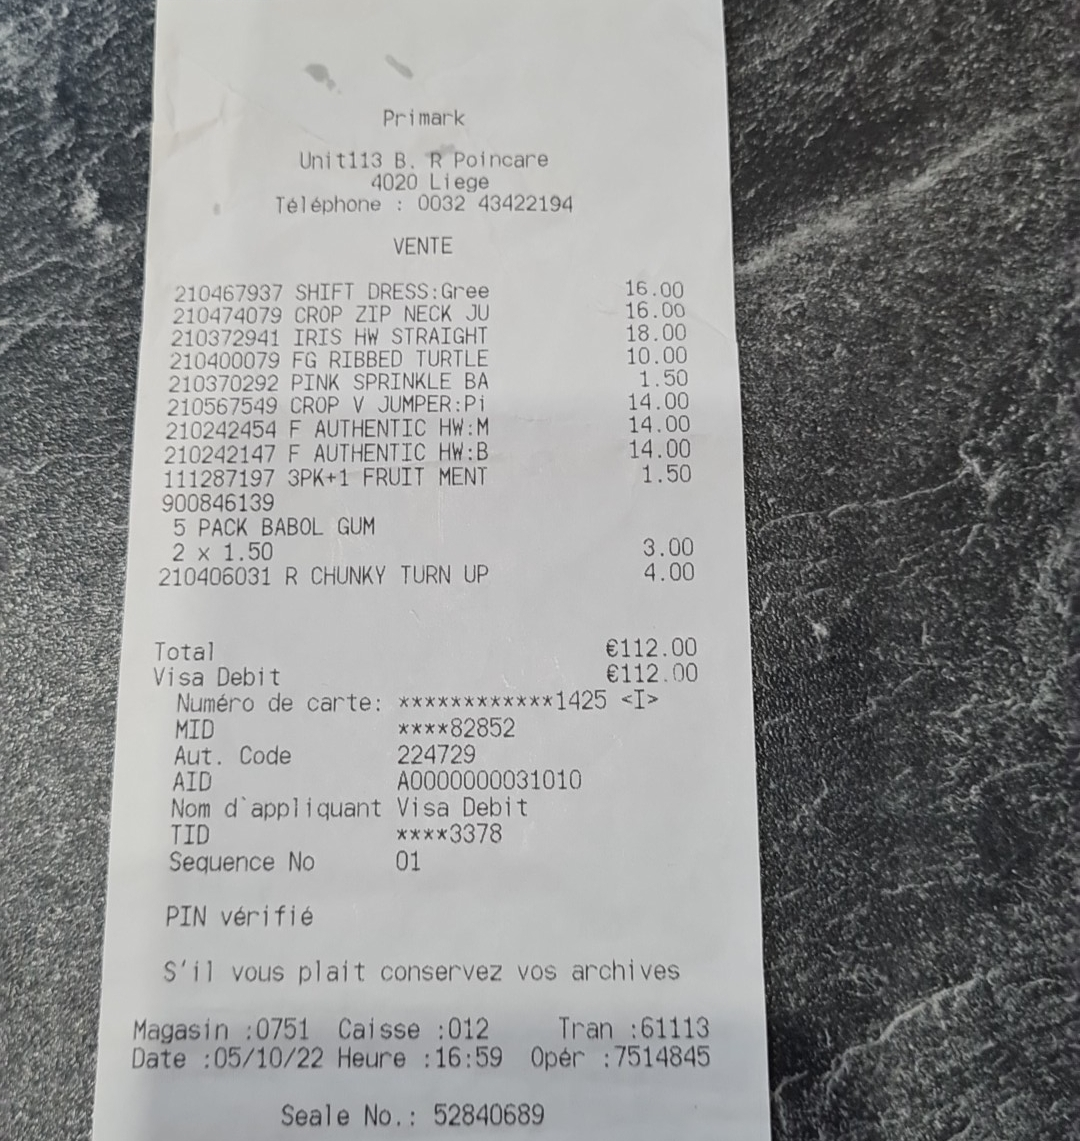 Primark
Unit113 B. R Poincare
4020 Liege
Téléphone : 0032 43422194
VENTE
210467937 SHIFT DRESS:Gree 16.00
210474079 CROP ZIP NECK JU 16.00
210372941 IRIS HW STRAIGHT 18.00
210400079 FG RIBBED TURTLE 10.00
210370292 PINK SPRINKLE BA 1.50
210567549 CROP V JUMPER:Pi 14.00
210242454 F AUTHENTIC HW:M 14.00
210242147 F AUTHENTIC HW:B 14.00
111287197 3PK+1 FRUIT MENT 1.50
900846139
5 PACK BABOL GUM
2 x 1.50 3.00
210406031 R CHUNKY TURN UP 4.00
Total €112.00
Visa Debit €112.00
Numéro de carte: ************1425 <I>
MID ****82852
Aut. Code 224729
AID A0000000031010
Nom d`appliquant Visa Debit
TID ****3378
Sequence No 01
PIN vérifié
S'il vous plait conservez vos archives
Magasin :0751 Caisse :012 Tran :61113
Date :05/10/22 Heure :16:59 Opér :7514845
Seale No.: 52840689